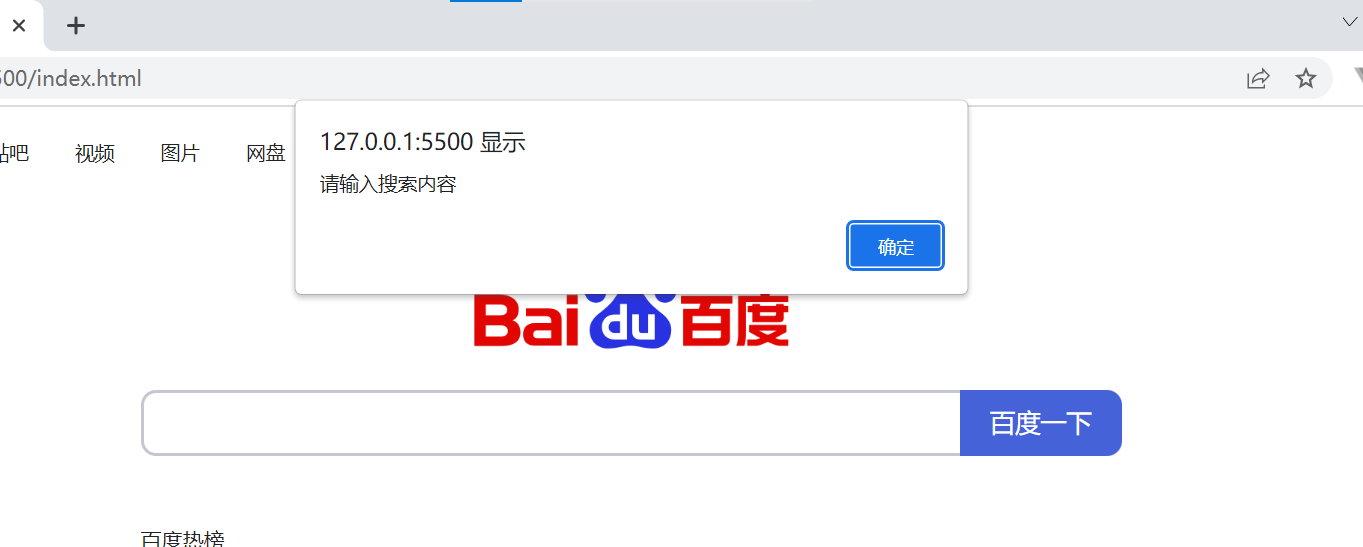 500/index.html
127.0.0.1:5500 显示
贴吧 视频 图片 网盘
请输入搜索内容
确定
Bai du 百度
百度一下
百度热榜